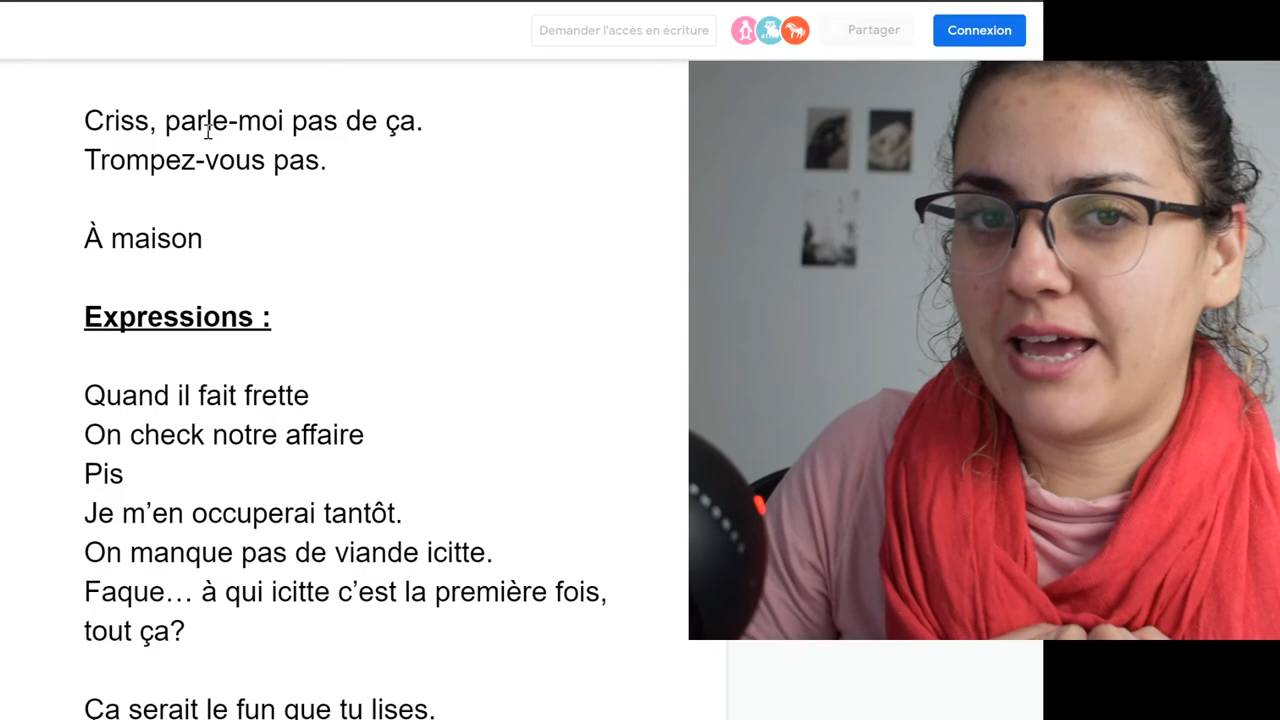 Demander l'accès en écriture
Partager
Connexion
Criss, parle-moi pas de ça.
Trompez-vous pas.
À maison
Expressions :
Quand il fait frette
On check notre affaire
Pis
Je m’en occuperai tantôt.
On manque pas de viande icitte.
Faque… à qui icitte c’est la première fois,
tout ça?
Ça serait le fun que tu lises.